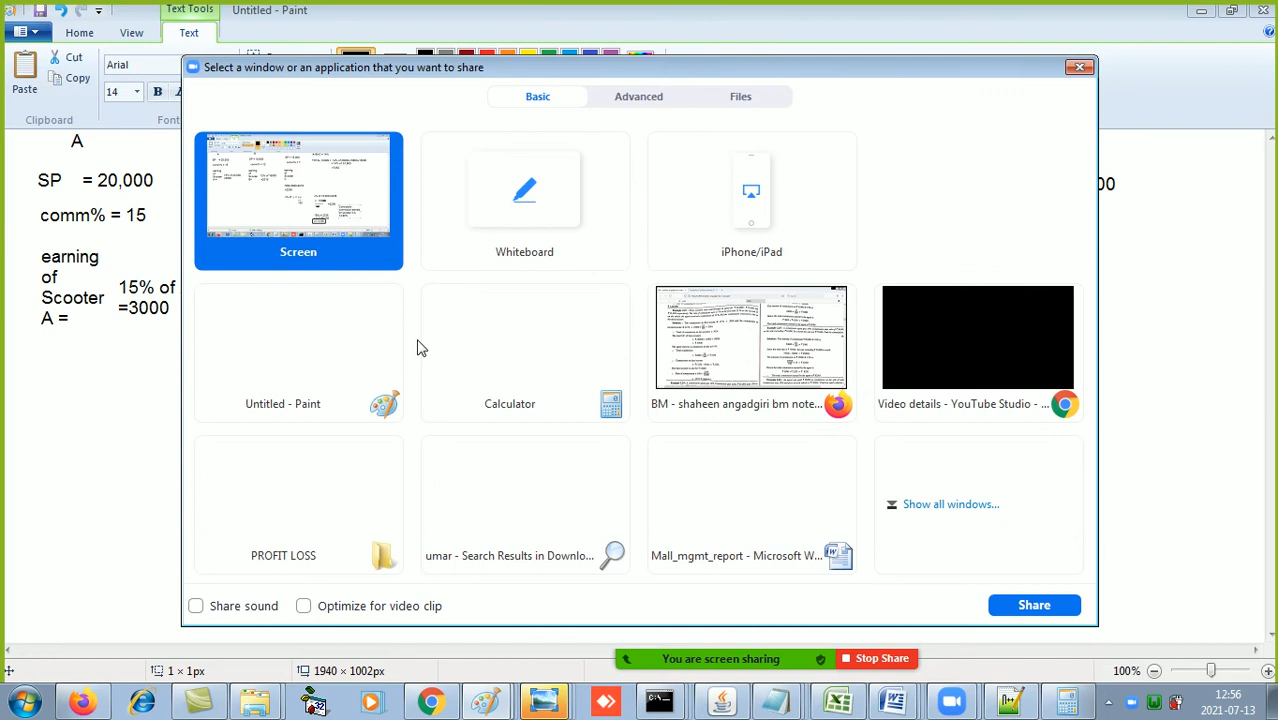 Text Tools
Untitled - Paint
Home
View
Text
Cut
Copy
Paste
Clipboard
Arial
14
B
Font
Select a window or an application that you want to share
Basic
Advanced
Files
Screen
Whiteboard
iPhone/iPad
Untitled - Paint
Calculator
BM - shaheen angadgiri bm note...
Video details - YouTube Studio - ...
PROFIT LOSS
umar - Search Results in Downlo...
Mall_mgmt_report - Microsoft W...
Show all windows...
Share sound
Optimize for video clip
Share
A
SP = 20,000
comm% = 15
earning
of
Scooter
A =
15% of
=3000
00
You are screen sharing
Stop Share
1 × 1px
1940 × 1002px
100%
12:56
2021-07-13